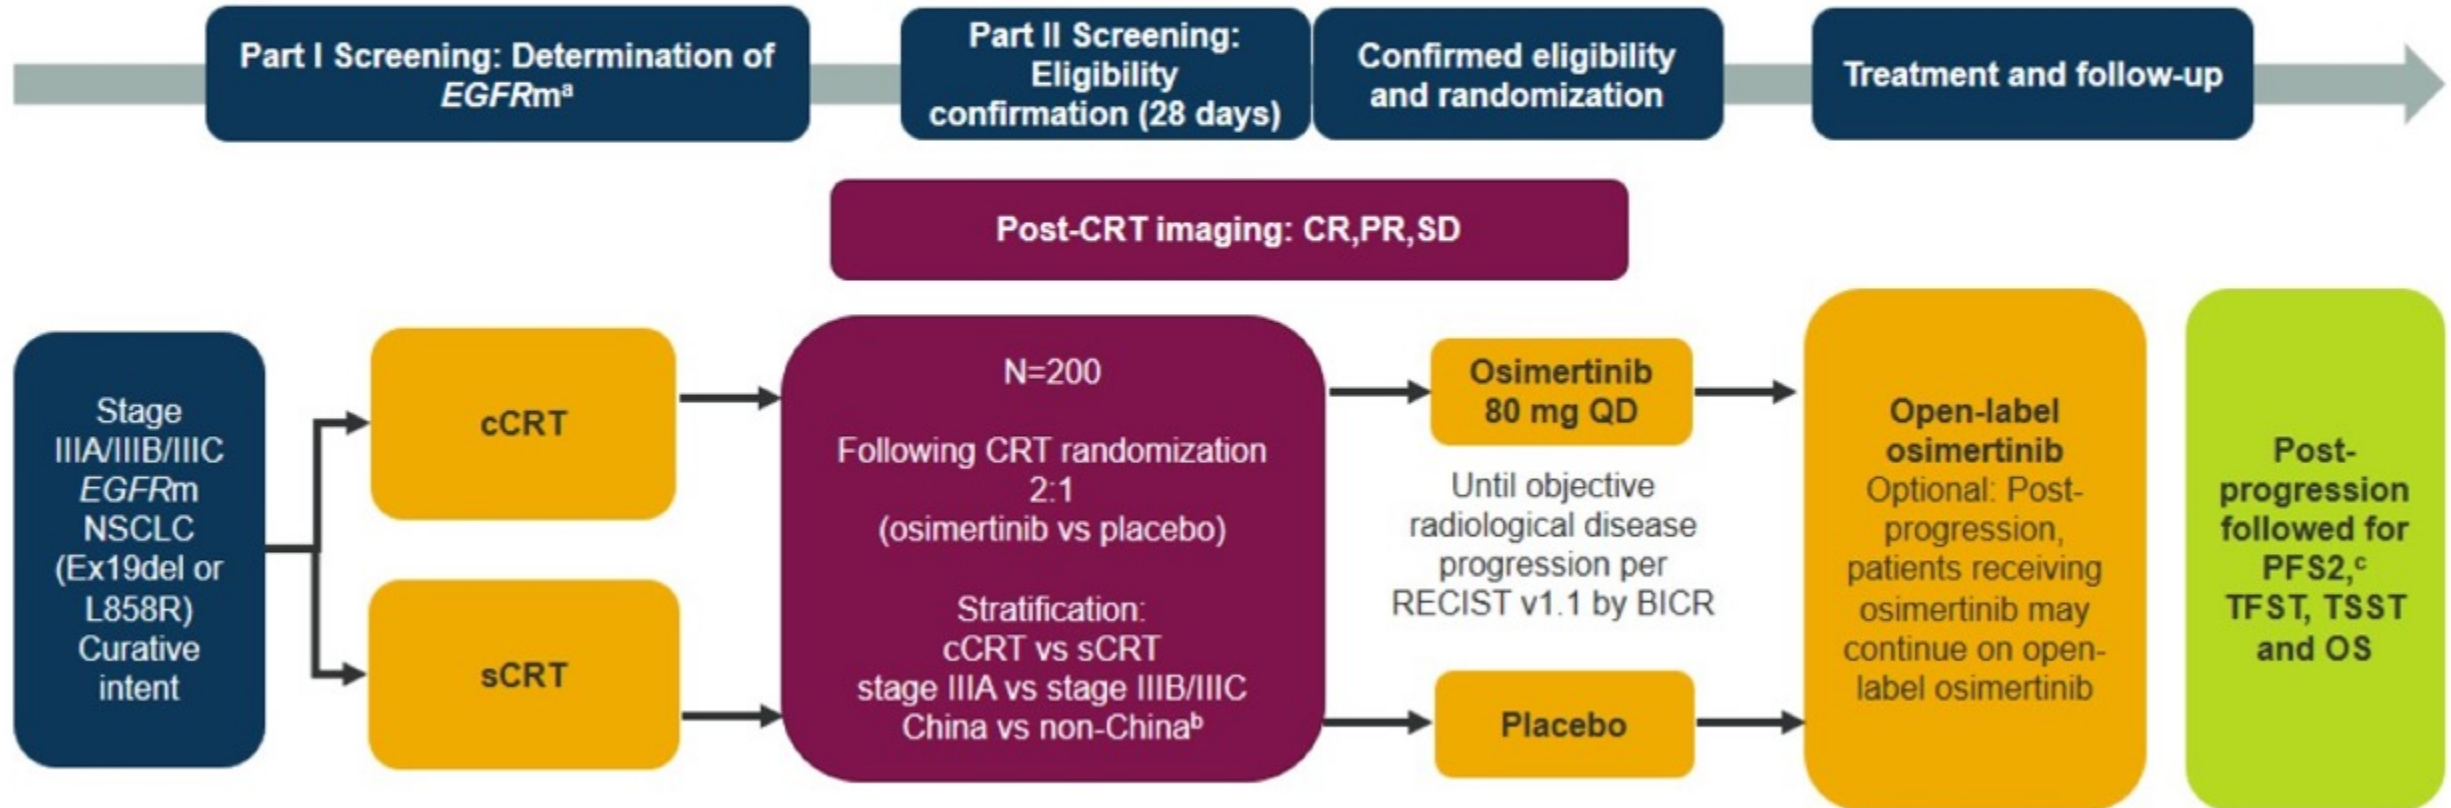 Part I Screening: Determination of
EGFRmᵃ
Part II Screening:
Eligibility
confirmation (28 days)
Confirmed eligibility
and randomization
Treatment and follow-up
Post-CRT imaging: CR,PR,SD
Stage
IIIA/IIIB/IIIC
EGFRm
NSCLC
(Ex19del or
L858R)
Curative
intent
cCRT
sCRT
N=200
Following CRT randomization
2:1
(osimertinib vs placebo)
Stratification:
cCRT vs sCRT
stage IIIA vs stage IIIB/IIIC
China vs non-Chinaᵇ
Osimertinib
80 mg QD
Until objective
radiological disease
progression per
RECIST v1.1 by BICR
Placebo
Open-label
osimertinib
Optional: Post-
progression,
patients receiving
osimertinib may
continue on open-
label osimertinib
Post-
progression
followed for
PFS2,ᶜ
TFST, TSST
and OS